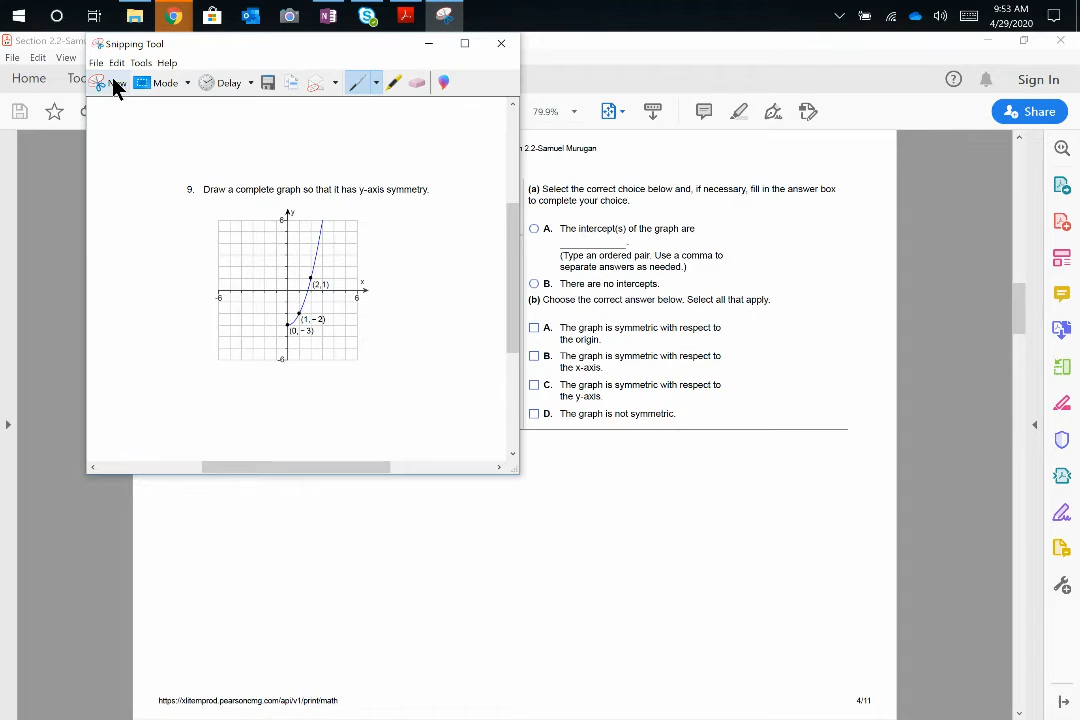 9:53 AM
4/29/2020
Section 2.2-Samu
File Edit View
Home
Sign In
79.9%
Share
Snipping Tool
File Edit Tools Help
New
Mode
Delay
9. Draw a complete graph so that it has y-axis symmetry.
y
6
x
-6
6
-6
(2,1)
(1,−2)
(0,−3)
2.2-Samuel Murugan
(a) Select the correct choice below and, if necessary, fill in the answer box
to complete your choice.
A. The intercept(s) of the graph are
____________.
(Type an ordered pair. Use a comma to
separate answers as needed.)
B. There are no intercepts.
(b) Choose the correct answer below. Select all that apply.
A. The graph is symmetric with respect to
the origin.
B. The graph is symmetric with respect to
the x-axis.
C. The graph is symmetric with respect to
the y-axis.
D. The graph is not symmetric.
https://xlitemprod.pearsoncmg.com/api/v1/print/math
4/11